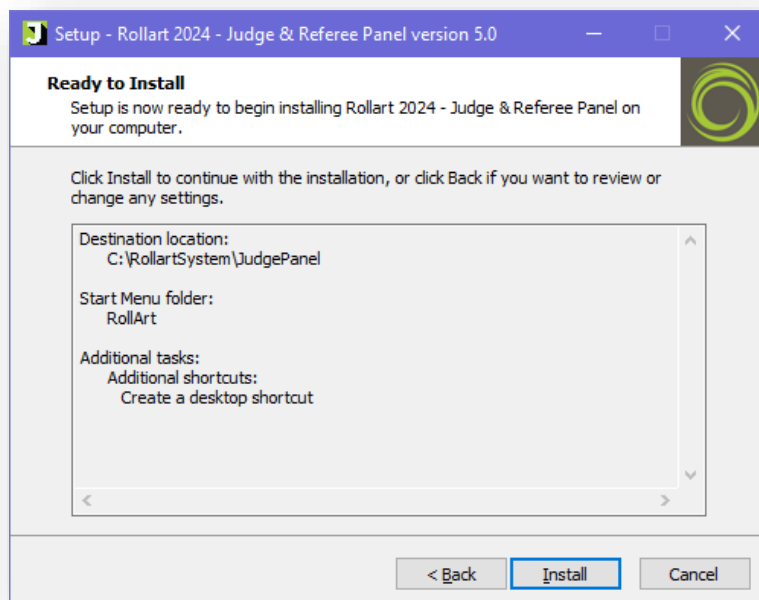 Setup - Rollart 2024 - Judge & Referee Panel version 5.0
Ready to Install
Setup is now ready to begin installing Rollart 2024 - Judge & Referee Panel on
your computer.
Click Install to continue with the installation, or click Back if you want to review or
change any settings.
Destination location:
C:\RollartSystem\JudgePanel
Start Menu folder:
RollArt
Additional tasks:
Additional shortcuts:
Create a desktop shortcut
< Back
Install
Cancel